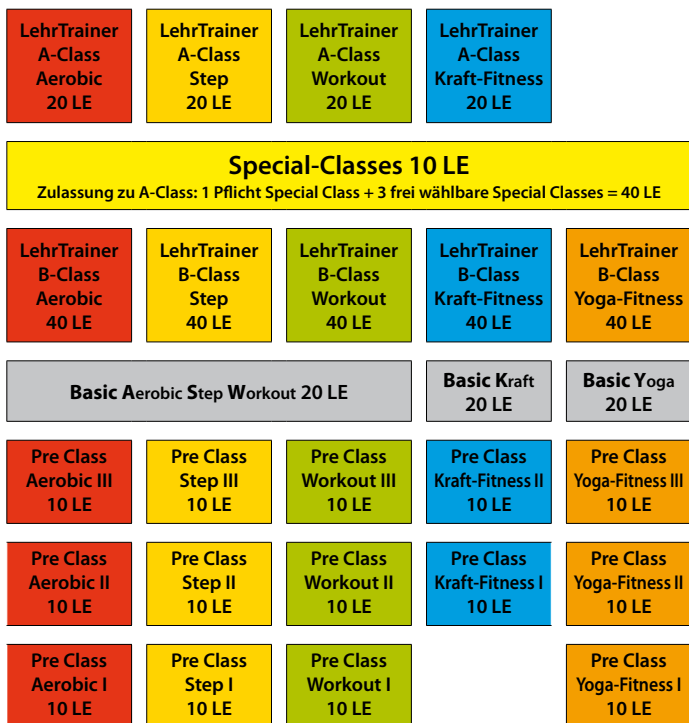 LehrTrainer
A-Class
Aerobic
20 LE
LehrTrainer
A-Class
Step
20 LE
LehrTrainer
A-Class
Workout
20 LE
LehrTrainer
A-Class
Kraft-Fitness
20 LE
Special-Classes 10 LE
Zulassung zu A-Class: 1 Pflicht Special Class + 3 frei wählbare Special Classes = 40 LE
LehrTrainer
B-Class
Aerobic
40 LE
LehrTrainer
B-Class
Step
40 LE
LehrTrainer
B-Class
Workout
40 LE
LehrTrainer
B-Class
Kraft-Fitness
40 LE
LehrTrainer
B-Class
Yoga-Fitness
40 LE
Basic Aerobic Step Workout 20 LE
Basic Kraft
20 LE
Basic Yoga
20 LE
Pre Class
Aerobic III
10 LE
Pre Class
Step III
10 LE
Pre Class
Workout III
10 LE
Pre Class
Kraft-Fitness II
10 LE
Pre Class
Yoga-Fitness III
10 LE
Pre Class
Aerobic II
10 LE
Pre Class
Step II
10 LE
Pre Class
Workout II
10 LE
Pre Class
Kraft-Fitness I
10 LE
Pre Class
Yoga-Fitness II
10 LE
Pre Class
Aerobic I
10 LE
Pre Class
Step I
10 LE
Pre Class
Workout I
10 LE
Pre Class
Yoga-Fitness I
10 LE